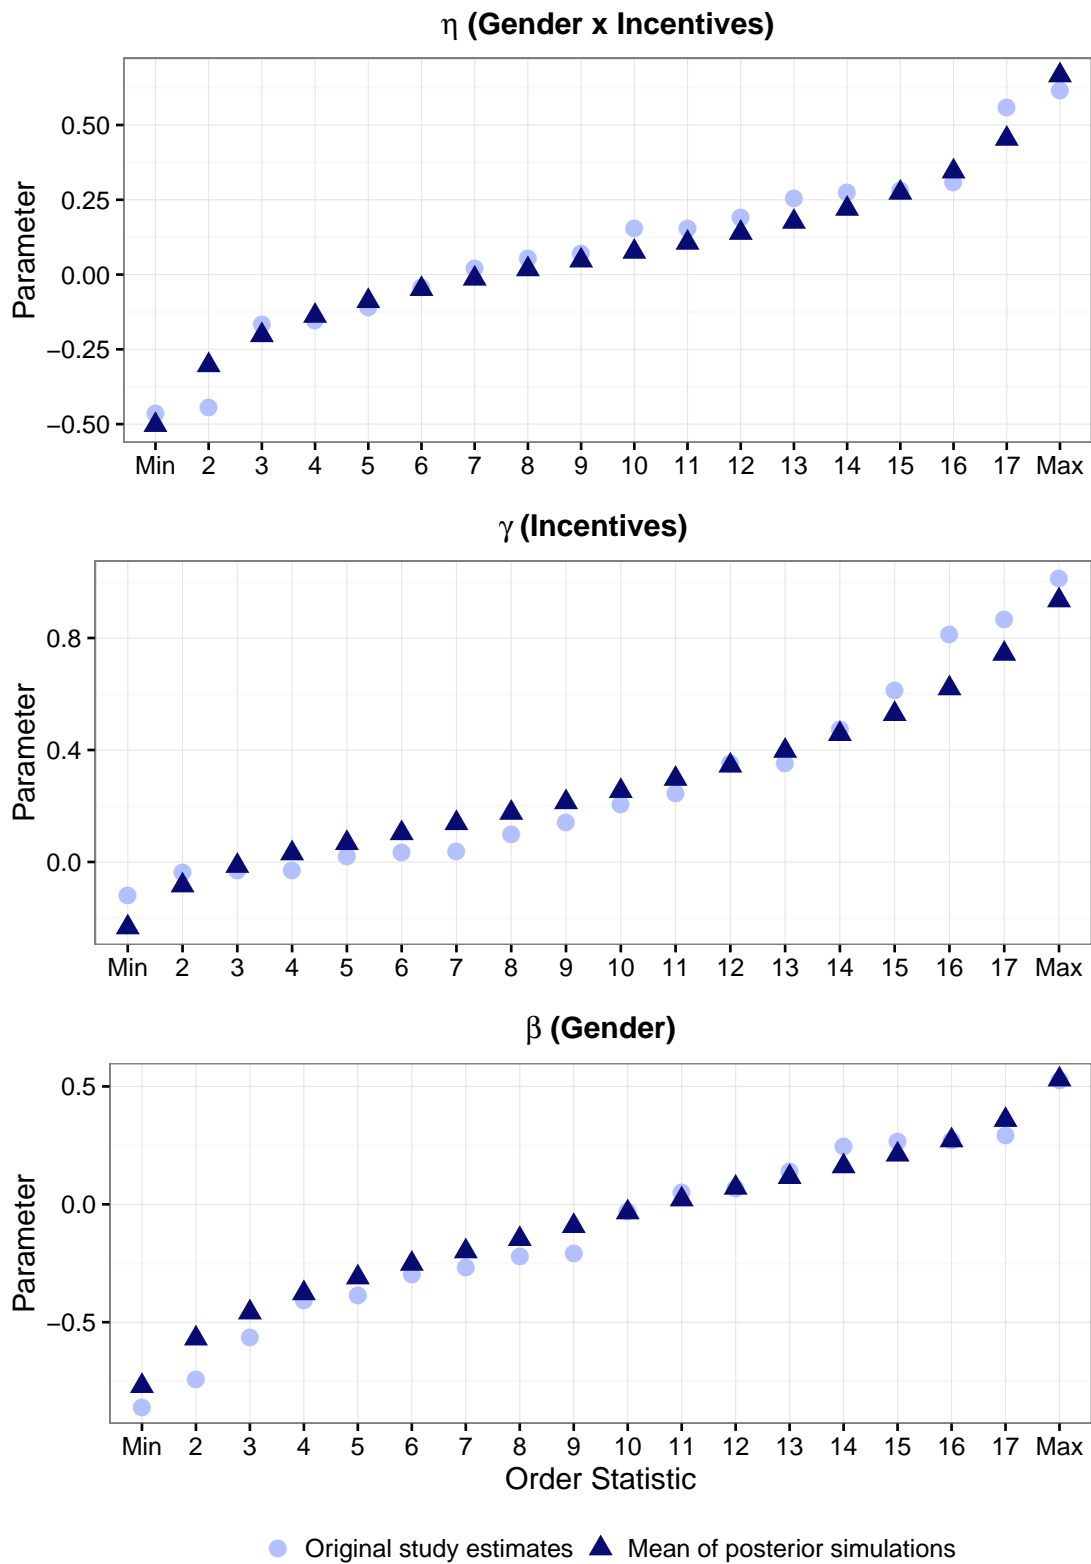 η (Gender x Incentives)
Parameter
0.50
0.25
0.00
−0.25
−0.50
Min 2 3 4 5 6 7 8 9 10 11 12 13 14 15 16 17 Max
γ (Incentives)
Parameter
0.8
0.4
0.0
Min 2 3 4 5 6 7 8 9 10 11 12 13 14 15 16 17 Max
β (Gender)
Parameter
0.5
0.0
−0.5
Min 2 3 4 5 6 7 8 9 10 11 12 13 14 15 16 17 Max
Order Statistic
Original study estimates Mean of posterior simulations